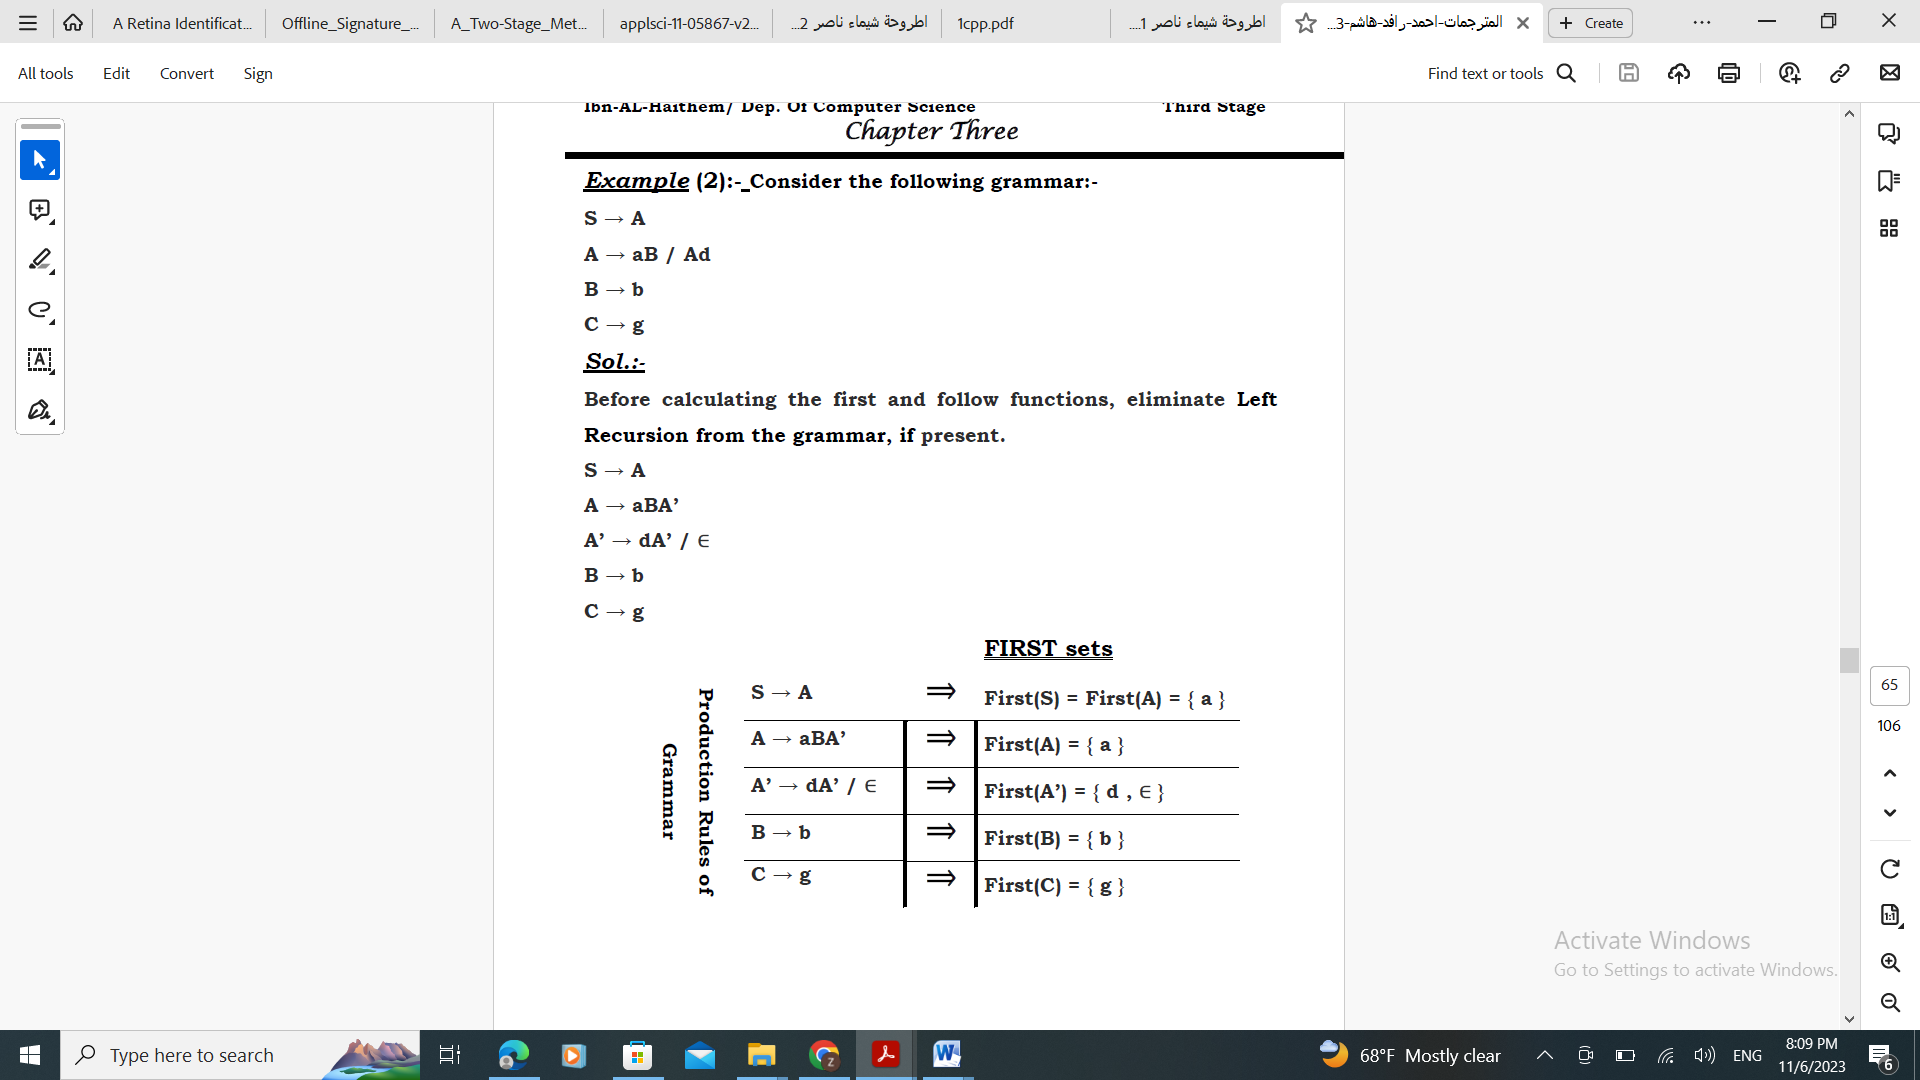 A Retina Identificat...
Offline_Signature_...
A_Two-Stage_Met...
applsci-11-05867-v2...
اطروحة شيماء ناصر 2...
1cpp.pdf
اطروحة شيماء ناصر 1....
المترجمات-احمد-رافد-هاشم-3...
Create
All tools
Edit
Convert
Sign
Find text or tools
Ibn-AL-Haithem/ Dep. Of Computer Science Third Stage
Chapter Three
Example (2):- Consider the following grammar:-
S → A
A → aB / Ad
B → b
C → g
Sol.:-
Before calculating the first and follow functions, eliminate Left
Recursion from the grammar, if present.
S → A
A → aBA’
A’ → dA’ / ∈
B → b
C → g
FIRST sets
Production Rules of
Grammar
S → A ⇒ First(S) = First(A) = { a }
A → aBA’ ⇒ First(A) = { a }
A’ → dA’ / ∈ ⇒ First(A’) = { d , ∈ }
B → b ⇒ First(B) = { b }
C → g ⇒ First(C) = { g }
65
106
Activate Windows
Go to Settings to activate Windows.
Type here to search
68°F Mostly clear
ENG
8:09 PM
11/6/2023
6